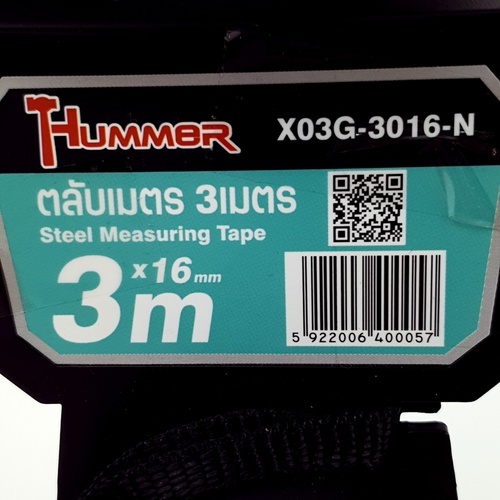 THUMMER X03G-3016-N
ตลับเมตร 3เมตร
Steel Measuring Tape
3m x16mm
5 922006 400057